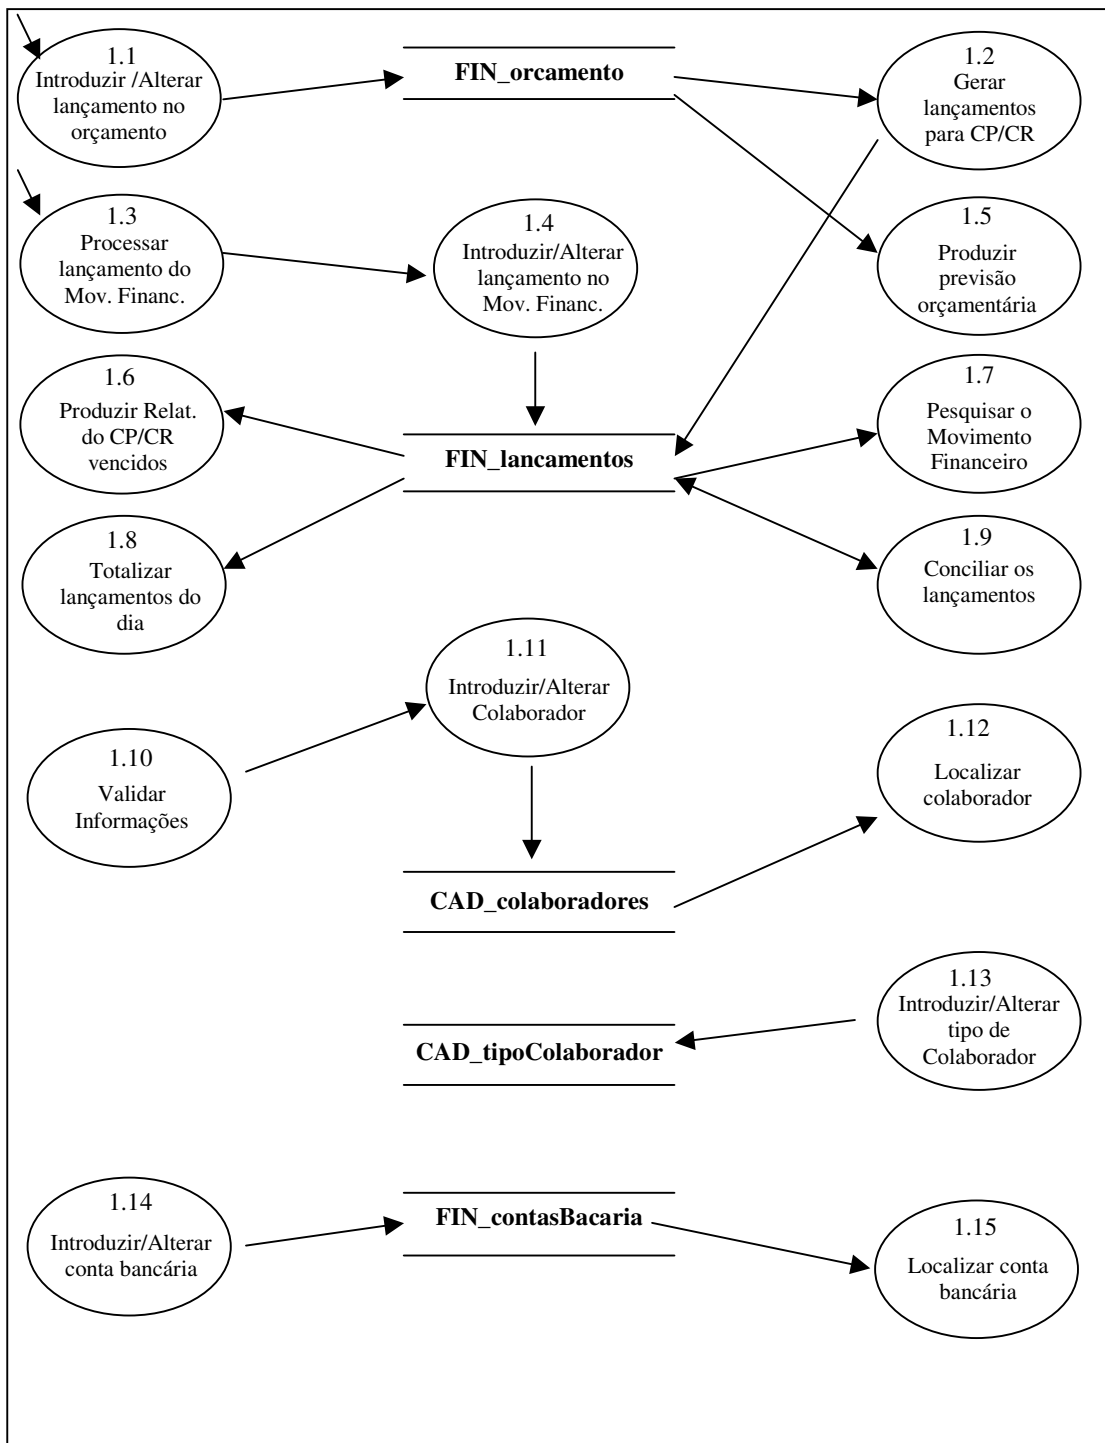 1.1
Introduzir /Alterar
lançamento no
orçamento
FIN_orcamento
1.2
Gerar
lançamentos
para CP/CR
1.3
Processar
lançamento do
Mov. Financ.
1.4
Introduzir/Alterar
lançamento no
Mov. Financ.
1.5
Produzir
previsão
orçamentária
1.6
Produzir Relat.
do CP/CR
vencidos
FIN_lancamentos
1.7
Pesquisar o
Movimento
Financeiro
1.8
Totalizar
lançamentos do
dia
1.9
Conciliar os
lançamentos
1.10
Validar
Informações
1.11
Introduzir/Alterar
Colaborador
1.12
Localizar
colaborador
CAD_colaboradores
1.13
Introduzir/Alterar
tipo de
Colaborador
CAD_tipoColaborador
1.14
Introduzir/Alterar
conta bancária
FIN_contasBacaria
1.15
Localizar conta
bancária